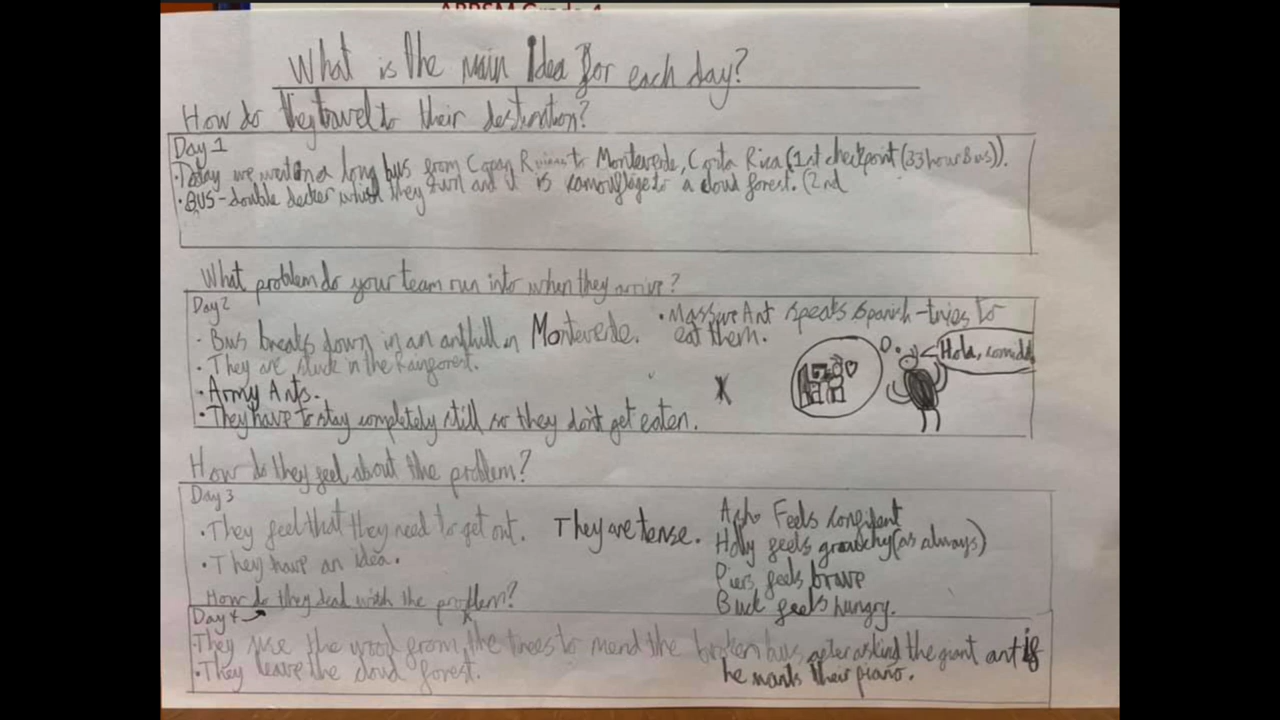 What is the main Idea for each day?
How do they travel to their destination?
Day 1
• Today we went on a long bus from Copan Ruinas to Monteverde, Costa Rica (1st checkpoint (33 hour Bus)).
• BUS - double decker which they own and it is camouflage to a cloud forest. (2nd
What problem do your team run into when they arrive?
Day 2
• Bus breaks down in an anthill in Monteverde.
• They are stuck in the Rainforest.
• Army Ants.
• They have to stay completely still so they don't get eaten.
• Massive Ant speaks spanish - tries to
eat them.
Hola, comida
How do they feel about the problem?
Day 3
• They feel that they need to get out. They are tense.
• They have an idea.
Feels confident
Holly feels grouchy (as always)
Piers feels brave
Buck feels hungry.
How do they deal with the problem?
Day 4
• They use the wood from the trees to mend the broken bus after asking the giant ant if
he wants their piano.
• They leave the cloud forest.